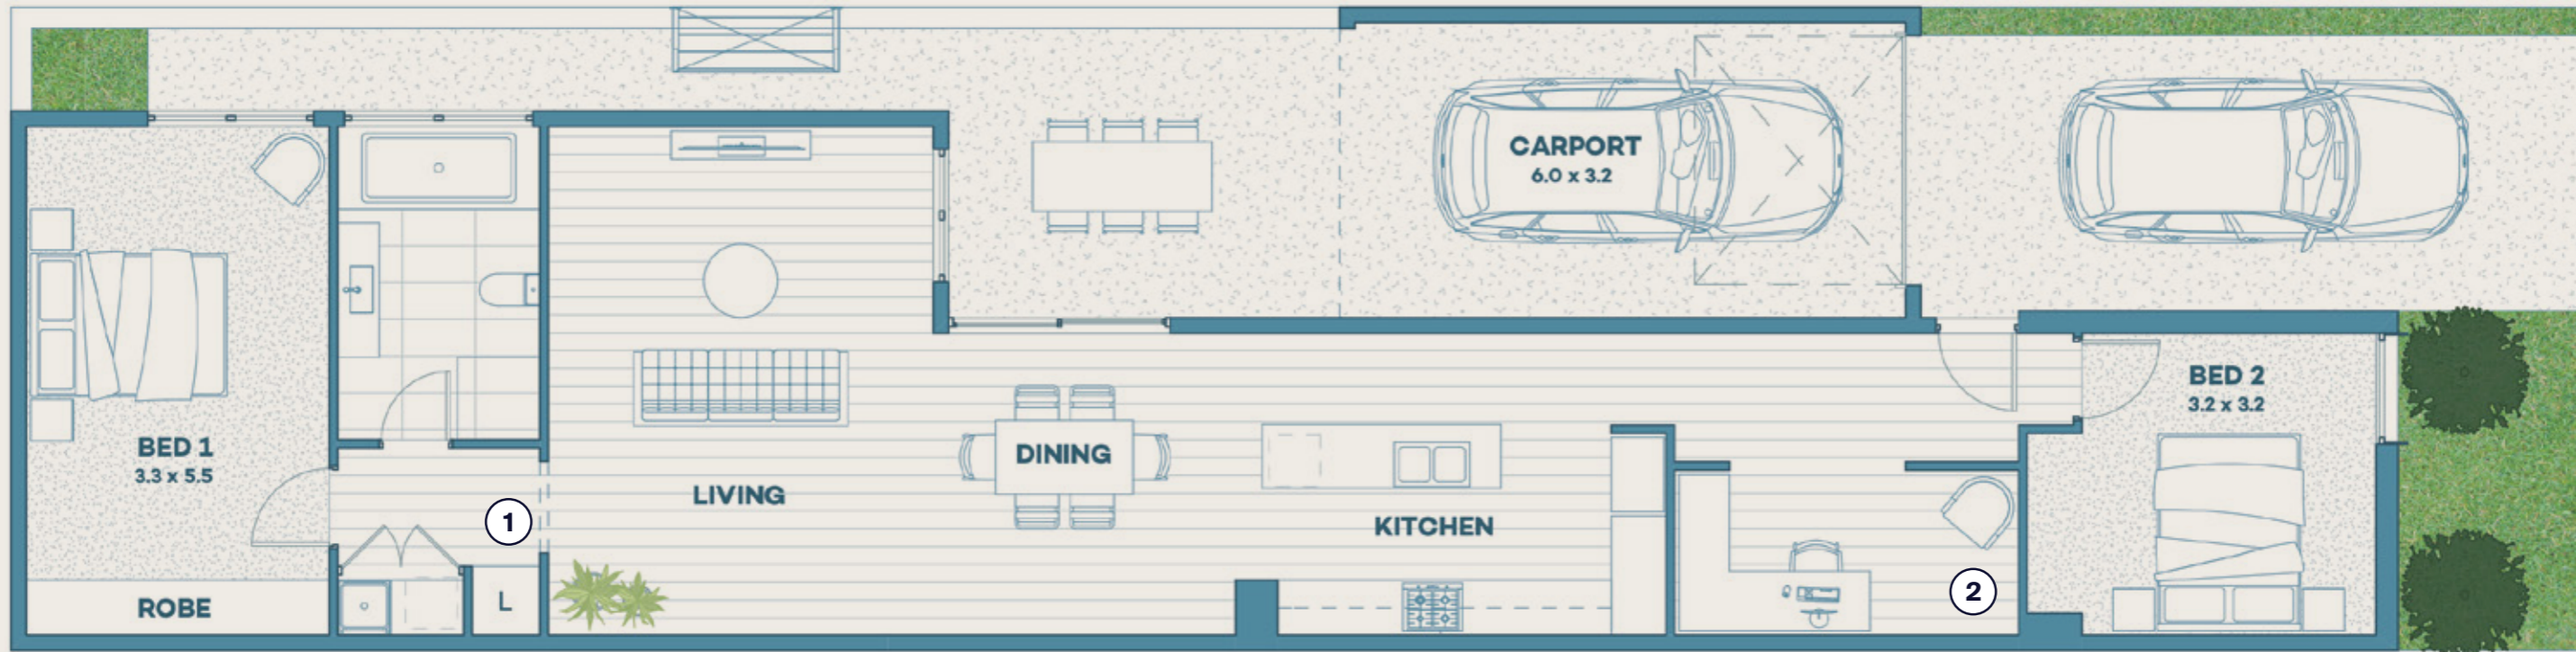 CARPORT
6.0 x 3.2
BED 1
3.3 x 5.5
ROBE
1
L
LIVING
DINING
KITCHEN
2
BED 2
3.2 x 3.2